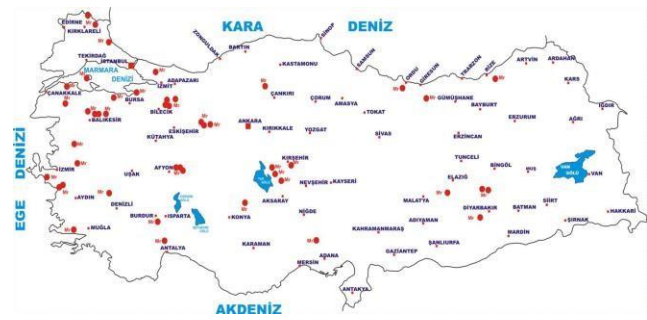 KARA DENİZ
EDİRNE
KIRKLARELİ
TEKİRDAĞ
İSTANBUL
MARMARA
DENİZİ
ÇANAKKALE
BURSA
İZMİT
ADAPAZARI
ZONGULDAK
BARTIN
KASTAMONU
SİNOP
SAMSUN
ORDU
GİRESUN
TRABZON
RİZE
ARTVİN
ARDAHAN
KARS
IĞDIR
BİLECİK
BALIKESİR
ESKİŞEHİR
KÜTAHYA
ANKARA
ÇANKIRI
KIRIKKALE
ÇORUM
AMASYA
YOZGAT
TOKAT
SİVAS
GÜMÜŞHANE
BAYBURT
ERZİNCAN
ERZURUM
AĞRI
EGE DENİZİ
İZMİR
UŞAK
AFYON
KIRŞEHİR
NEVŞEHİR
KAYSERİ
AKSARAY
TUNCELİ
ELAZIĞ
BİNGÖL
MUŞ
VAN
GÖLÜ
VAN
AYDIN
DENİZLİ
BURDUR
ISPARTA
KONYA
NİĞDE
MALATYA
ADIYAMAN
DİYARBAKIR
BATMAN
SİİRT
ŞIRNAK
HAKKARİ
MARDİN
MUĞLA
ANTALYA
KARAMAN
MERSİN
ADANA
KAHRAMANMARAŞ
GAZİANTEP
ŞANLIURFA
ANTAKYA
AKDENİZ
Mr